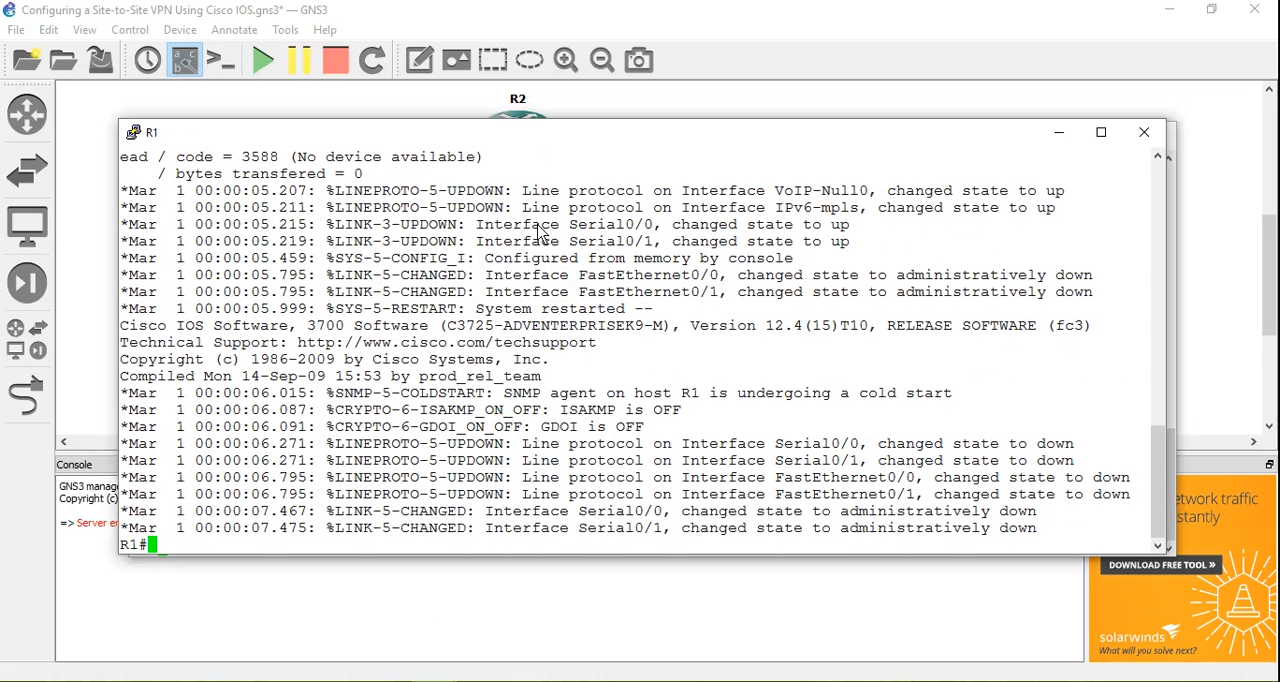 Configuring a Site-to-Site VPN Using Cisco IOS.gns3* — GNS3
File Edit View Control Device Annotate Tools Help
R2
R1
ead / code = 3588 (No device available)
/ bytes transfered = 0
*Mar 1 00:00:05.207: %LINEPROTO-5-UPDOWN: Line protocol on Interface VoIP-Null0, changed state to up
*Mar 1 00:00:05.211: %LINEPROTO-5-UPDOWN: Line protocol on Interface IPv6-mpls, changed state to up
*Mar 1 00:00:05.215: %LINK-3-UPDOWN: Interface Serial0/0, changed state to up
*Mar 1 00:00:05.219: %LINK-3-UPDOWN: Interface Serial0/1, changed state to up
*Mar 1 00:00:05.459: %SYS-5-CONFIG_I: Configured from memory by console
*Mar 1 00:00:05.795: %LINK-5-CHANGED: Interface FastEthernet0/0, changed state to administratively down
*Mar 1 00:00:05.795: %LINK-5-CHANGED: Interface FastEthernet0/1, changed state to administratively down
*Mar 1 00:00:05.999: %SYS-5-RESTART: System restarted --
Cisco IOS Software, 3700 Software (C3725-ADVENTERPRISEK9-M), Version 12.4(15)T10, RELEASE SOFTWARE (fc3)
Technical Support: http://www.cisco.com/techsupport
Copyright (c) 1986-2009 by Cisco Systems, Inc.
Compiled Mon 14-Sep-09 15:53 by prod_rel_team
*Mar 1 00:00:06.015: %SNMP-5-COLDSTART: SNMP agent on host R1 is undergoing a cold start
*Mar 1 00:00:06.087: %CRYPTO-6-ISAKMP_ON_OFF: ISAKMP is OFF
*Mar 1 00:00:06.091: %CRYPTO-6-GDOI_ON_OFF: GDOI is OFF
*Mar 1 00:00:06.271: %LINEPROTO-5-UPDOWN: Line protocol on Interface Serial0/0, changed state to down
*Mar 1 00:00:06.271: %LINEPROTO-5-UPDOWN: Line protocol on Interface Serial0/1, changed state to down
*Mar 1 00:00:06.795: %LINEPROTO-5-UPDOWN: Line protocol on Interface FastEthernet0/0, changed state to down
*Mar 1 00:00:06.795: %LINEPROTO-5-UPDOWN: Line protocol on Interface FastEthernet0/1, changed state to down
*Mar 1 00:00:07.467: %LINK-5-CHANGED: Interface Serial0/0, changed state to administratively down
*Mar 1 00:00:07.475: %LINK-5-CHANGED: Interface Serial0/1, changed state to administratively down
R1#
Console
GNS3 manag
Copyright (c)
=> Server er
etwork traffic
stantly
DOWNLOAD FREE TOOL »
solarwinds
What will you solve next?